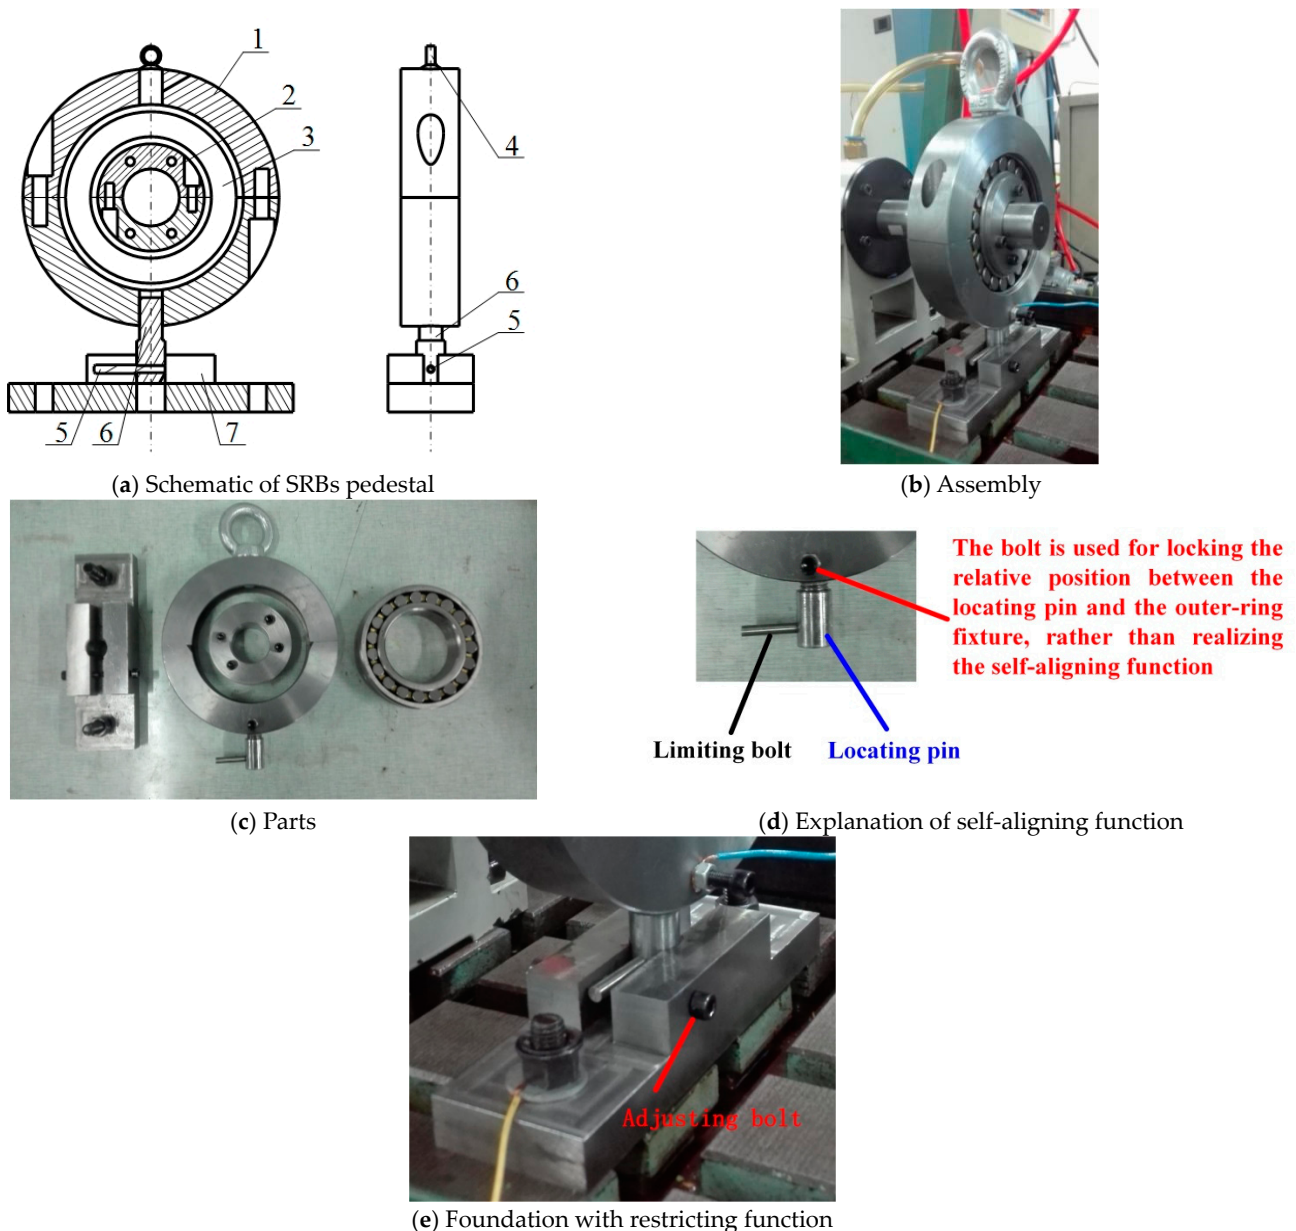 1
2
3
4
6
5
5
6
7
(a) Schematic of SRBs pedestal
(b) Assembly
The bolt is used for locking the
relative position between the
locating pin and the outer-ring
fixture, rather than realizing
the self-aligning function
Limiting bolt
Locating pin
(c) Parts
(d) Explanation of self-aligning function
Adjusting bolt
(e) Foundation with restricting function